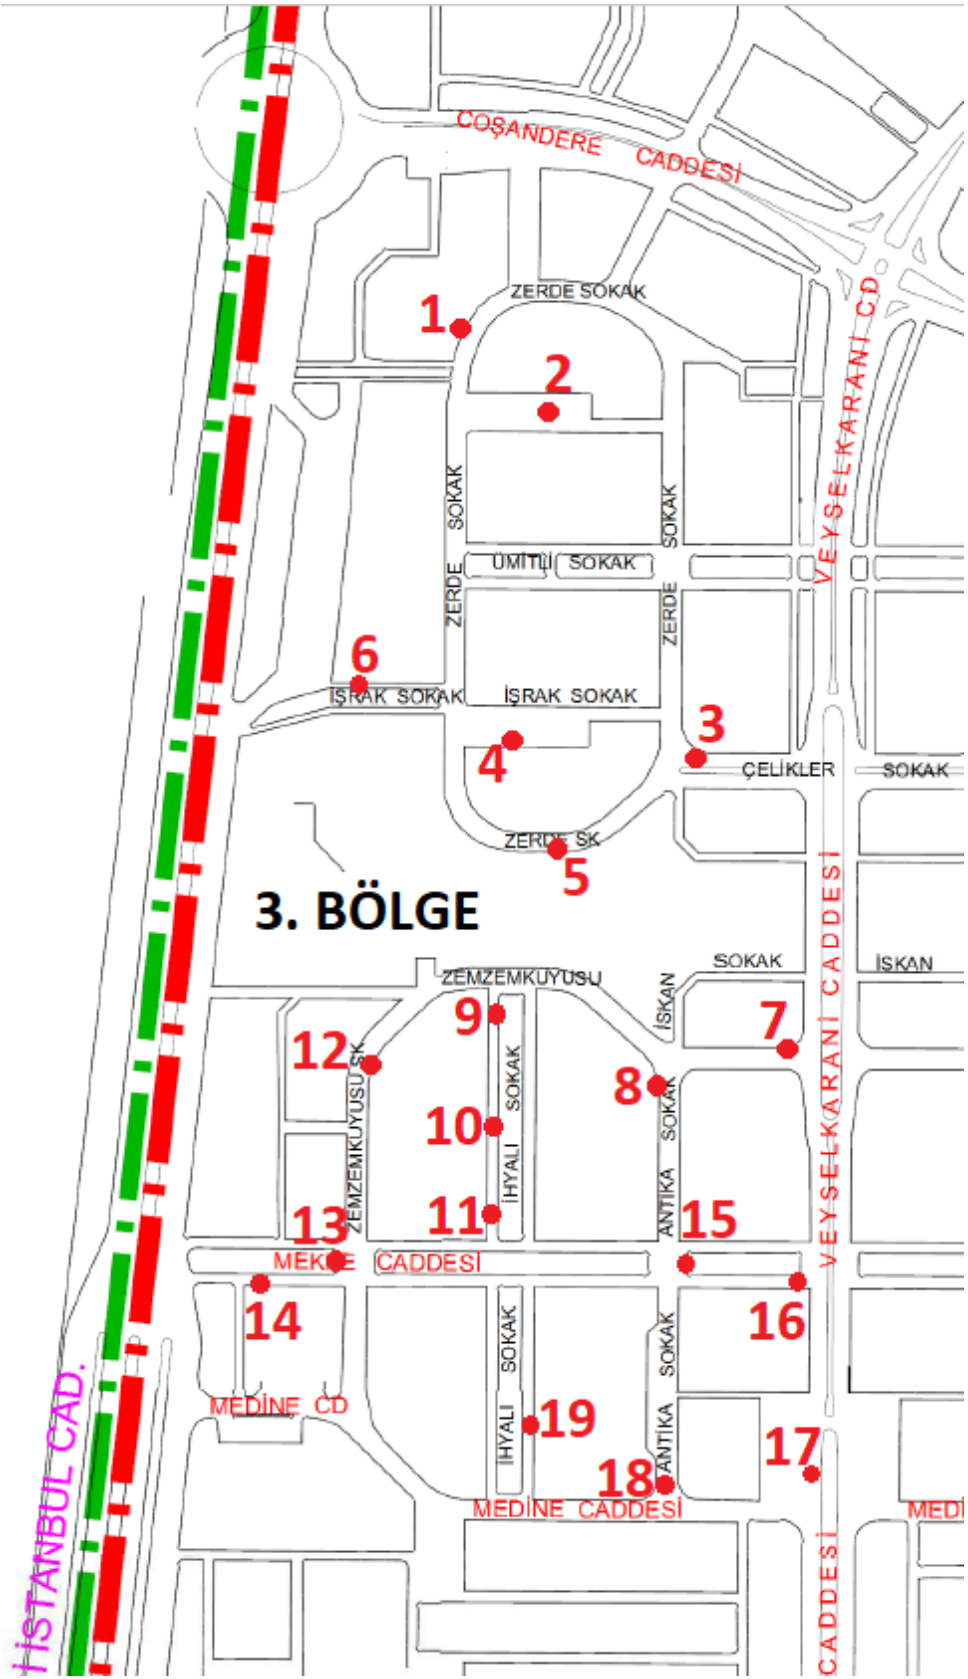 COŞANDERE CADDESİ
VEYSELKARANİ CD
ZERDE SOKAK
1
2
ZERDE SOKAK
ZERDE SOKAK
ÜMİTLİ SOKAK
6
İŞRAK SOKAK
İŞRAK SOKAK
3
4
ÇELİKLER SOKAK
ZERDE SK
5
3. BÖLGE
VEYSELKARANİ CADDESİ
SOKAK
İSKAN
İSKAN
ZEMZEMKUYUSU
9
7
12
8
ZEMZEMKUYUSU SK
İHYALI SOKAK
ANTİKA SOKAK
10
11
13
15
MEKKE CADDESİ
14
16
İHYALI SOKAK
ANTİKA SOKAK
MEDİNE CD
19
17
18
MEDİNE CADDESİ
MEDİ
İ İSTANBUL CAD.
CADDESİ